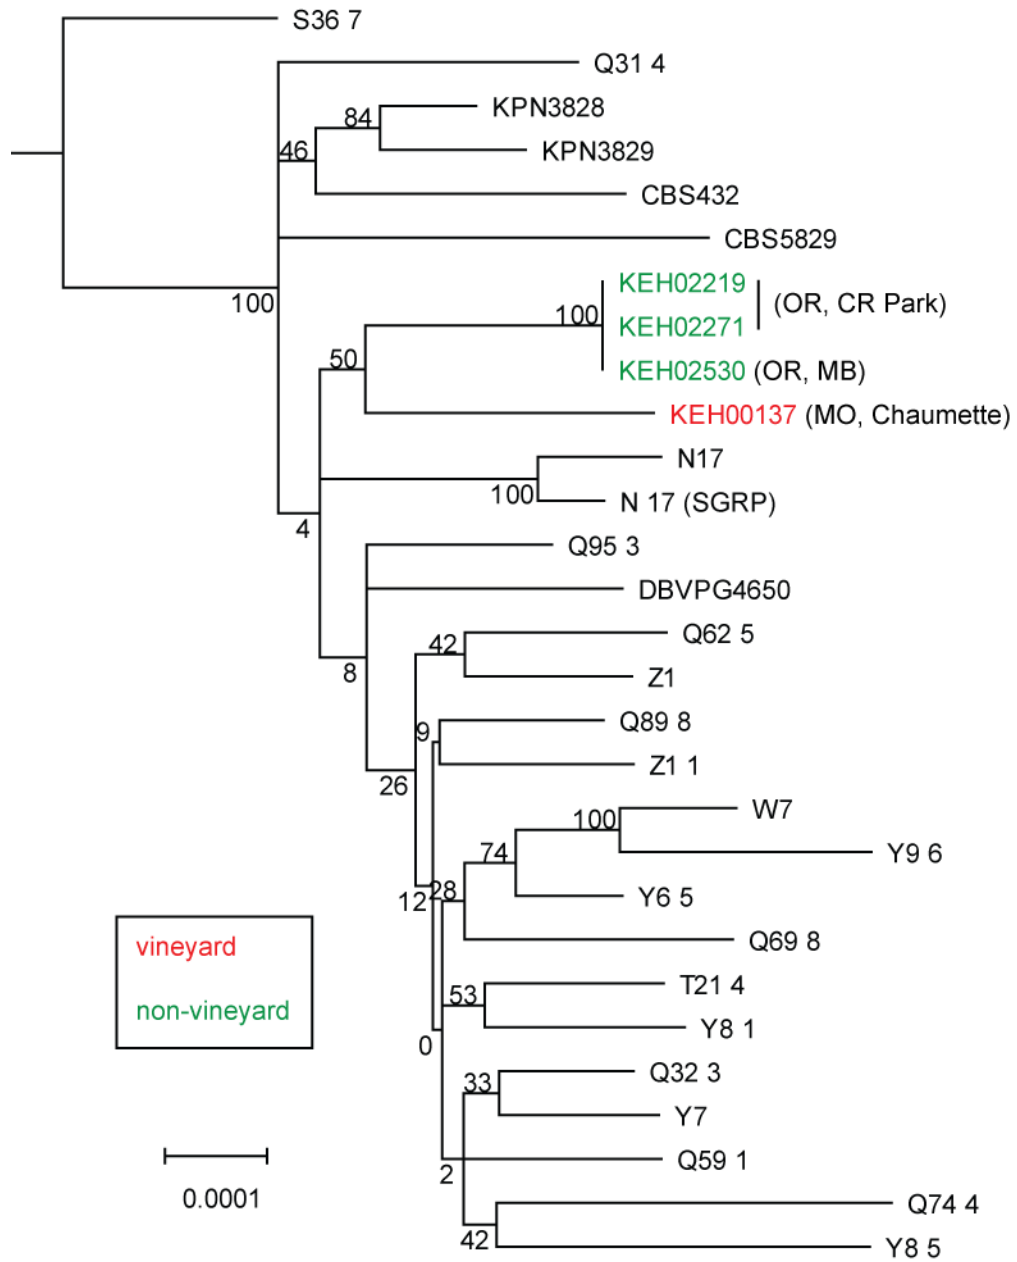 S36 7
Q31 4
84
KPN3828
46
KPN3829
CBS432
CBS5829
100
KEH02219
(OR, CR Park)
100
KEH02271
50
KEH02530 (OR, MB)
KEH00137 (MO, Chaumette)
N17
100
N 17 (SGRP)
4
Q95 3
DBVPG4650
42
Q62 5
8
Z1
9
Q89 8
26
Z1 1
100
W7
74
Y9 6
12
28
Y6 5
vineyard
Q69 8
non-vineyard
53
T21 4
0
Y8 1
33
Q32 3
Y7
2
Q59 1
0.0001
Q74 4
42
Y8 5